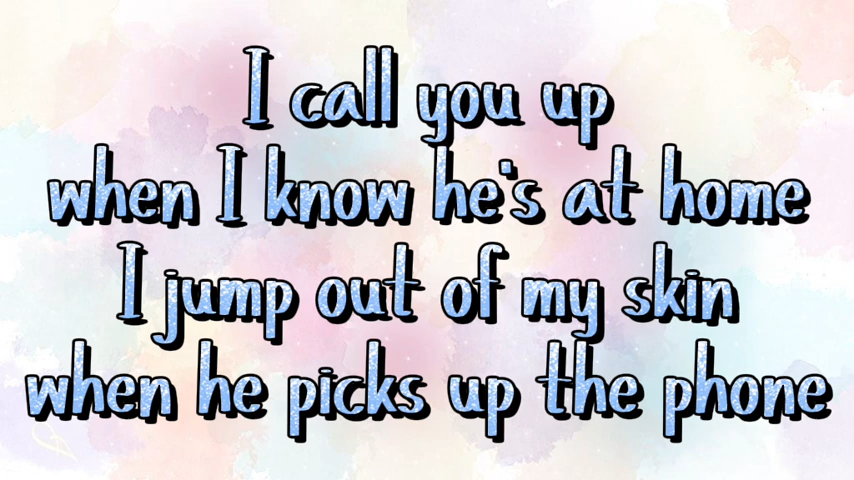 I call you up
when I know he's at home
I jump out of my skin
when he picks up the phone